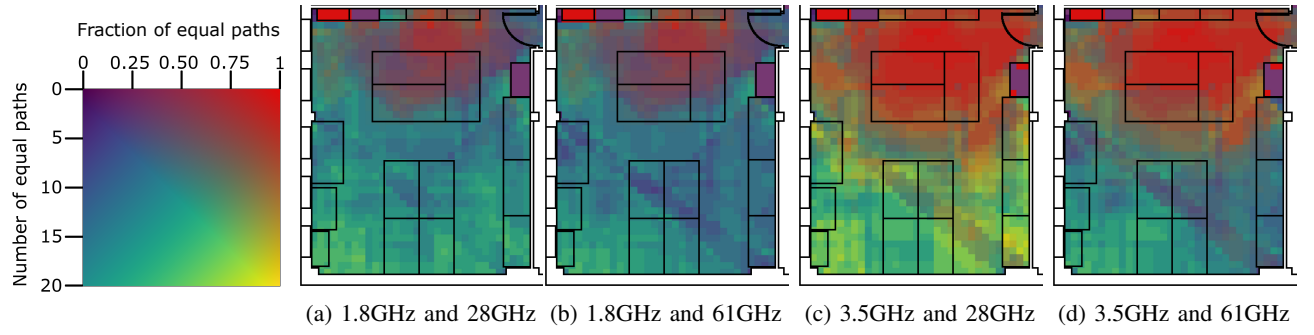 Fraction of equal paths
0 0.25 0.50 0.75 1
Number of equal paths
0
5
10
15
20
(a) 1.8GHz and 28GHz
(b) 1.8GHz and 61GHz
(c) 3.5GHz and 28GHz
(d) 3.5GHz and 61GHz